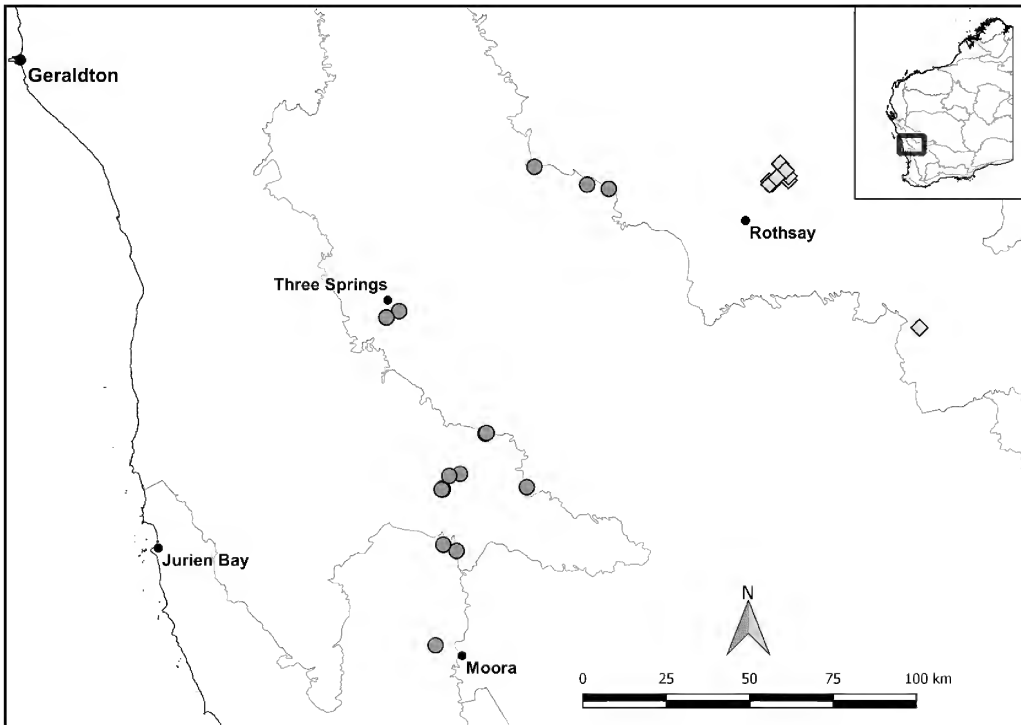 Geraldton
Rothsay
Three Springs
Jurien Bay
Moora
N
0 25 50 75 100 km